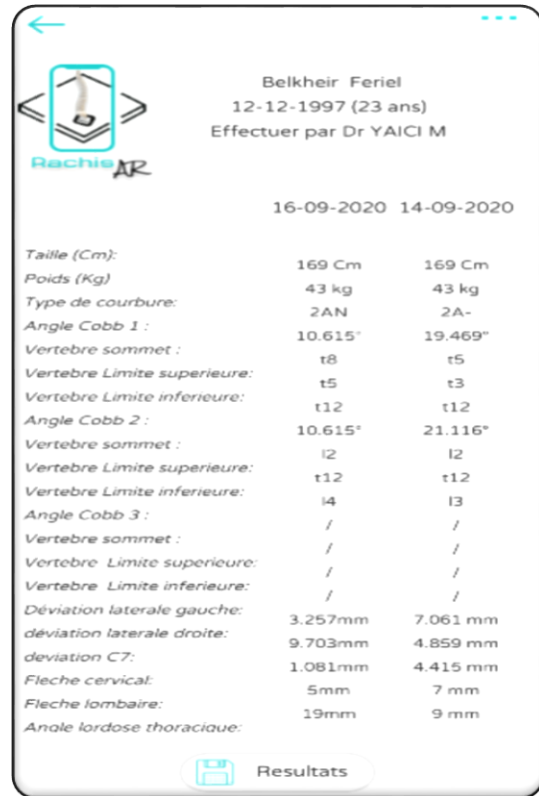 Belkheir Feriel
12-12-1997 (23 ans)
Effectuer par Dr YAICI M
Rachis AR
16-09-2020 14-09-2020
Taille (Cm): 169 Cm 169 Cm
Poids (Kg) 43 kg 43 kg
Type de courbure: 2AN 2A-
Angle Cobb 1 : 10.615° 19.469°
Vertebre sommet : t8 t5
Vertebre Limite superieure: t5 t3
Vertebre Limite inferieure: t12 t12
Angle Cobb 2 : 10.615° 21.116°
Vertebre sommet : l2 l2
Vertebre Limite superieure: t12 t12
Vertebre Limite inferieure: l4 l3
Angle Cobb 3 : / /
Vertebre sommet : / /
Vertebre Limite superieure: / /
Vertebre Limite inferieure: / /
Déviation laterale gauche: 3.257mm 7.061 mm
déviation laterale droite: 9.703mm 4.859 mm
deviation C7: 1.081mm 4.415 mm
Fleche cervical: 5mm 7 mm
Fleche lombaire: 19mm 9 mm
Angle lordose thoracique:
Resultats